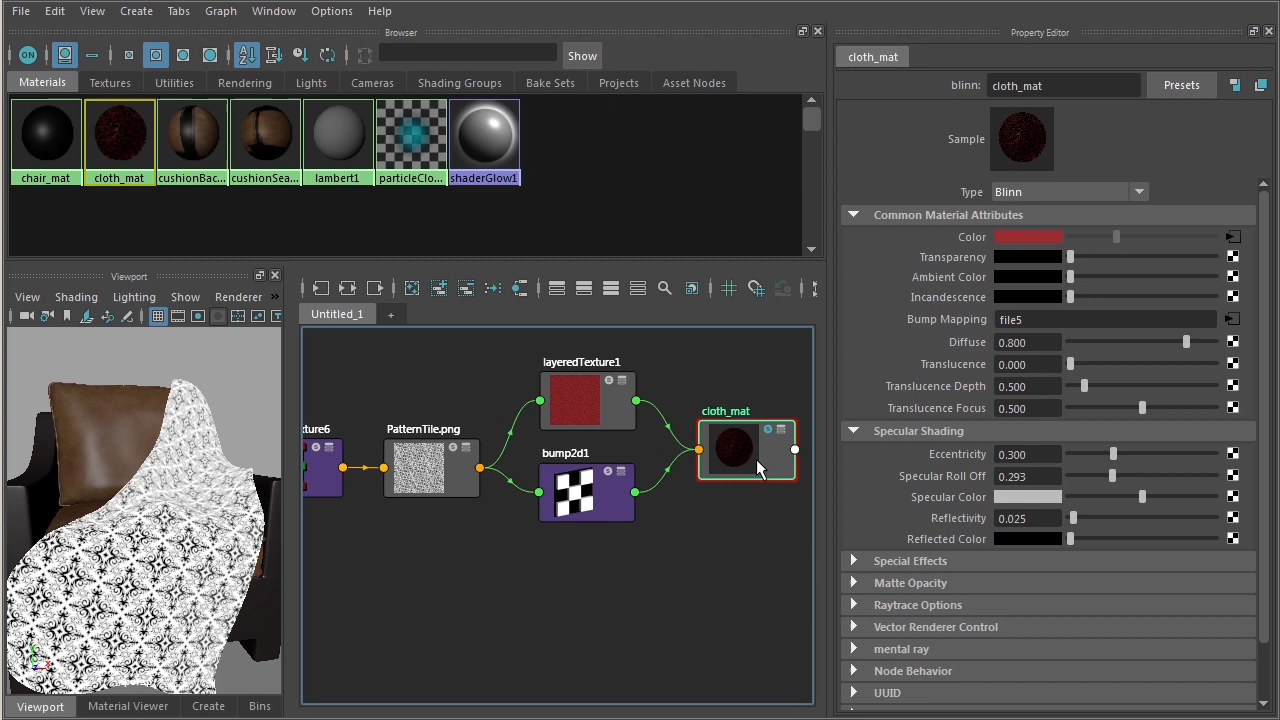 File Edit View Create Tabs Graph Window Options Help
Browser
Property Editor
ON
Show
cloth_mat
Materials Textures Utilities Rendering Lights Cameras Shading Groups Bake Sets Projects Asset Nodes
blinn: cloth_mat Presets
Sample
chair_mat cloth_mat cushionBac... cushionSea... lambert1 particleClo... shaderGlow1
Type Blinn
Common Material Attributes
Color
Transparency
Ambient Color
Incandescence
Bump Mapping file5
Diffuse 0.800
Translucence 0.000
Translucence Depth 0.500
Translucence Focus 0.500
Specular Shading
Eccentricity 0.300
Specular Roll Off 0.293
Specular Color
Reflectivity 0.025
Reflected Color
Special Effects
Matte Opacity
Raytrace Options
Vector Renderer Control
mental ray
Node Behavior
UUID
Viewport
View Shading Lighting Show Renderer »
Untitled_1 +
layeredTexture1
cloth_mat
xture6 PatternTile.png
bump2d1
Viewport Material Viewer Create Bins